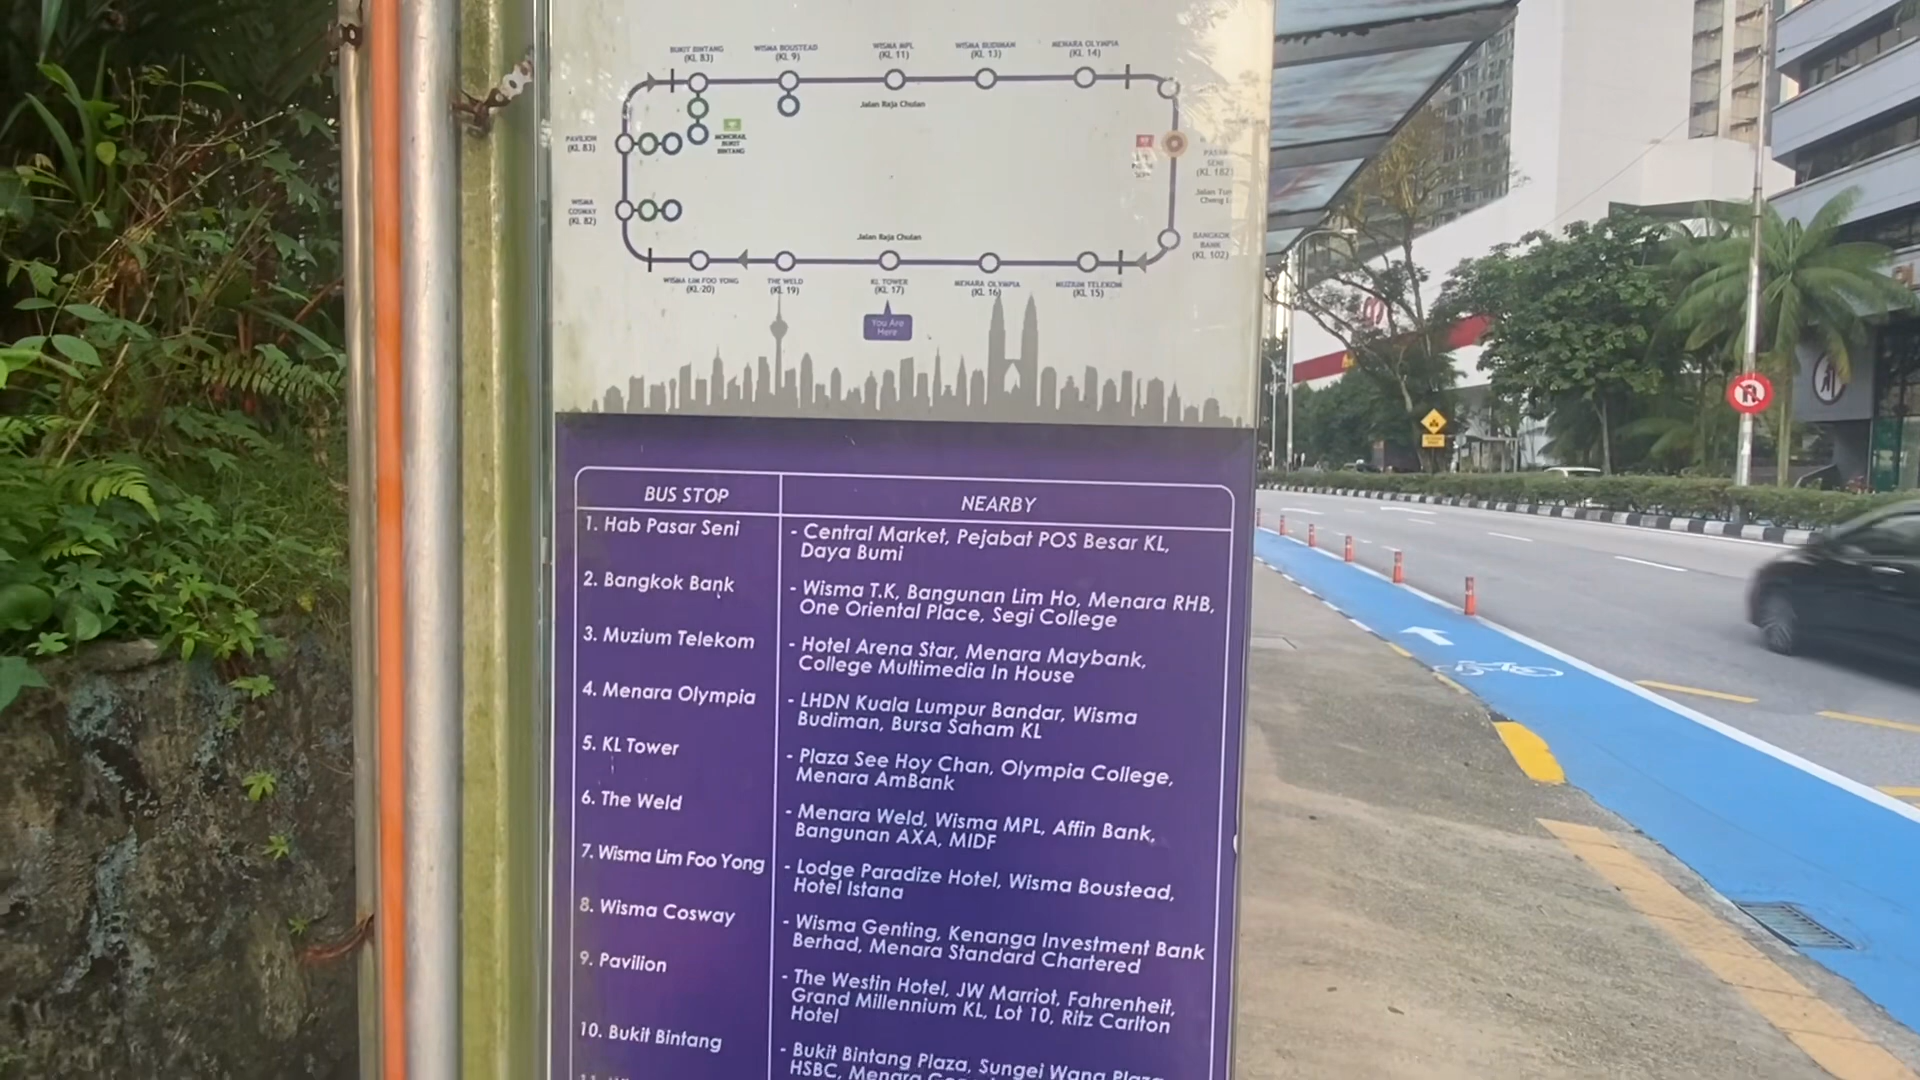 BUKIT BINTANG
(KL 83)
WISMA BOUSTEAD
(KL 9)
WISMA MPL
(KL 11)
WISMA BUDIMAN
(KL 13)
MENARA OLYMPIA
(KL 14)
Jalan Raja Chulan
PAVILION
(KL 83)
MONORAIL
BUKIT
BINTANG
PASAR
SENI
(KL 182)
WISMA
COSWAY
(KL 82)
Jalan Raja Chulan
BANGKOK
BANK
(KL 102)
WISMA LIM FOO YONG
(KL 20)
THE WELD
(KL 19)
KL TOWER
(KL 17)
MENARA OLYMPIA
(KL 16)
MUZIUM TELEKOM
(KL 15)
You Are
Here
BUS STOP
NEARBY
1. Hab Pasar Seni
- Central Market, Pejabat POS Besar KL,
Daya Bumi
2. Bangkok Bank
- Wisma T.K, Bangunan Lim Ho, Menara RHB,
One Oriental Place, Segi College
3. Muzium Telekom
- Hotel Arena Star, Menara Maybank,
College Multimedia In House
4. Menara Olympia
- LHDN Kuala Lumpur Bandar, Wisma
Budiman, Bursa Saham KL
5. KL Tower
- Plaza See Hoy Chan, Olympia College,
Menara AmBank
6. The Weld
- Menara Weld, Wisma MPL, Affin Bank,
Bangunan AXA, MIDF
7. Wisma Lim Foo Yong
- Lodge Paradize Hotel, Wisma Boustead,
Hotel Istana
8. Wisma Cosway
- Wisma Genting, Kenanga Investment Bank
Berhad, Menara Standard Chartered
9. Pavilion
- The Westin Hotel, JW Marriot, Fahrenheit,
Grand Millennium KL, Lot 10, Ritz Carlton
Hotel
10. Bukit Bintang
- Bukit Bintang Plaza, Sungei Wang Plaza
HSBC, Menara